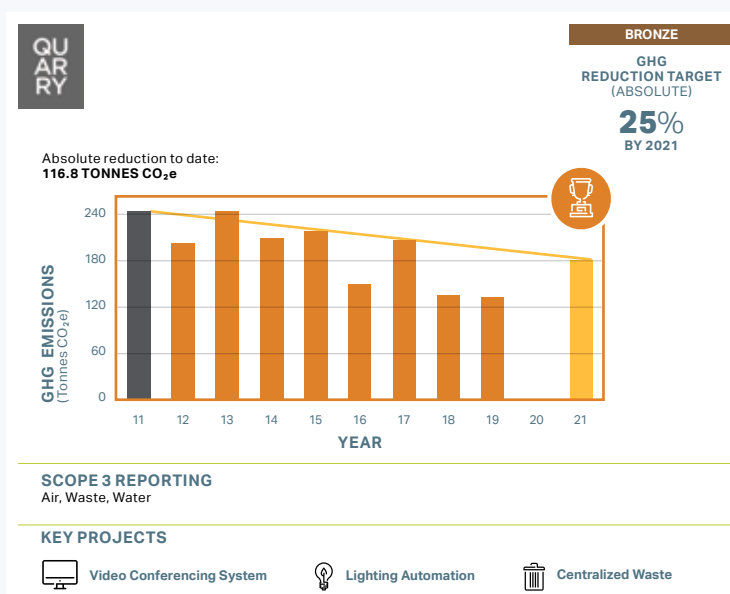 QU
AR
RY
BRONZE
GHG
REDUCTION TARGET
(ABSOLUTE)
25%
BY 2021
Absolute reduction to date:
116.8 TONNES CO₂e
GHG EMISSIONS
(Tonnes CO₂e)
240
180
120
60
0
11 12 13 14 15 16 17 18 19 20 21
YEAR
SCOPE 3 REPORTING
Air, Waste, Water
KEY PROJECTS
Video Conferencing System Lighting Automation Centralized Waste